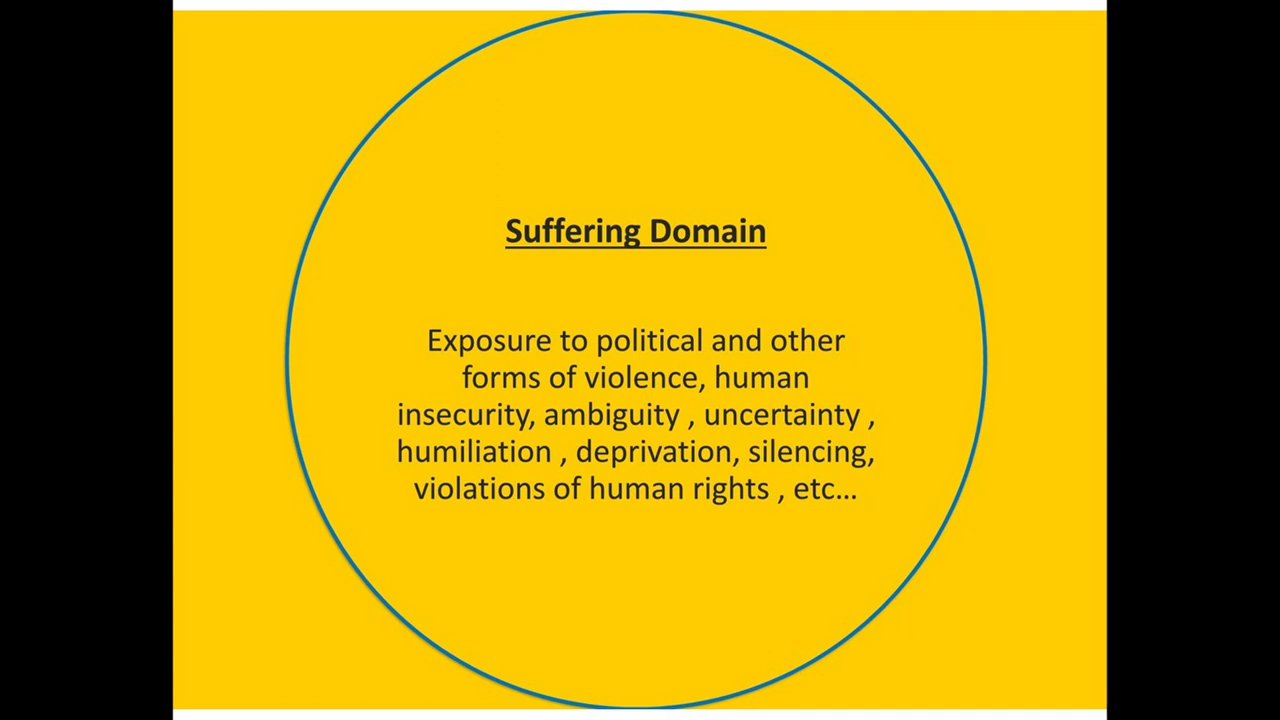 Suffering Domain
Exposure to political and other
forms of violence, human
insecurity, ambiguity , uncertainty ,
humiliation , deprivation, silencing,
violations of human rights , etc…